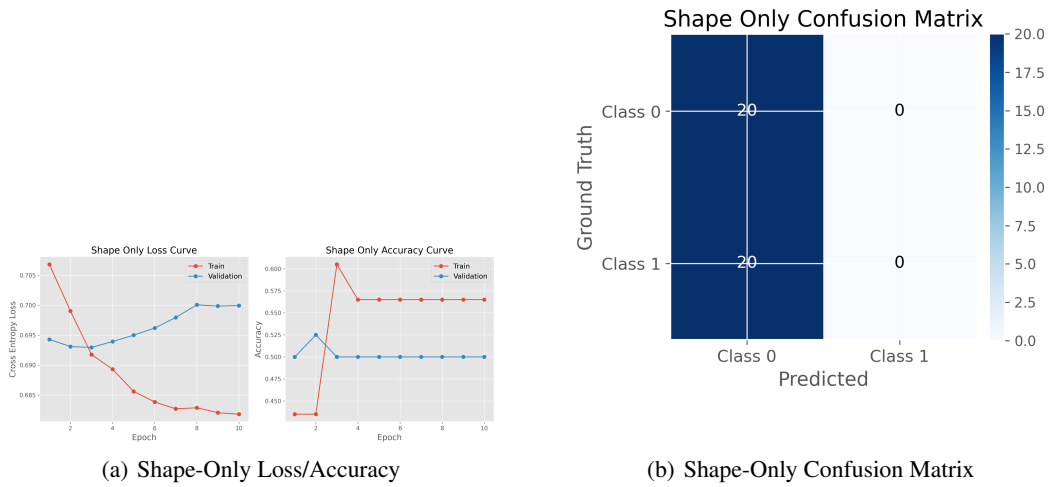 Shape Only Loss Curve
Cross Entropy Loss
0.705
0.700
0.695
0.690
0.685
Train
Validation
2 4 6 8 10
Epoch
Shape Only Accuracy Curve
Accuracy
0.600
0.575
0.550
0.525
0.500
0.475
0.450
Train
Validation
2 4 6 8 10
Epoch
(a) Shape-Only Loss/Accuracy
Shape Only Confusion Matrix
Ground Truth
Class 0
20 0
Class 1
20 0
Class 0 Class 1
Predicted
20.0
17.5
15.0
12.5
10.0
7.5
5.0
2.5
0.0
(b) Shape-Only Confusion Matrix